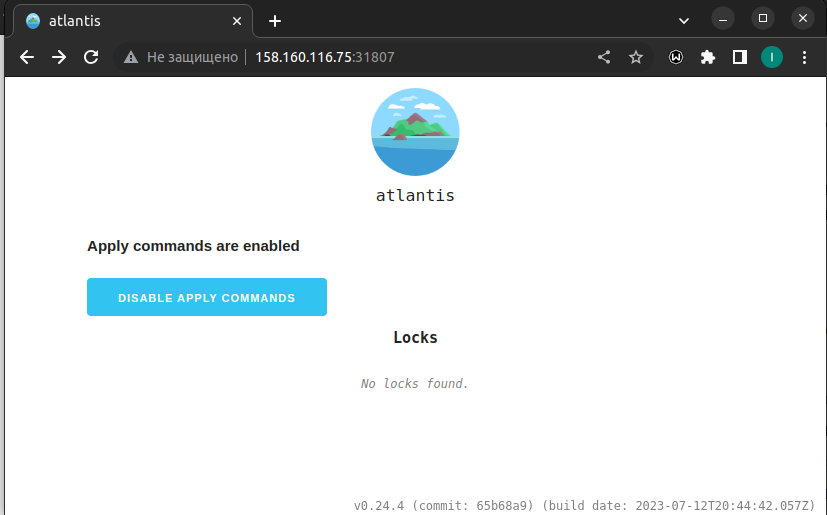 atlantis
Не защищено 158.160.116.75:31807
I
atlantis
Apply commands are enabled
DISABLE APPLY COMMANDS
Locks
No locks found.
v0.24.4 (commit: 65b68a9) (build date: 2023-07-12T20:44:42.057Z)